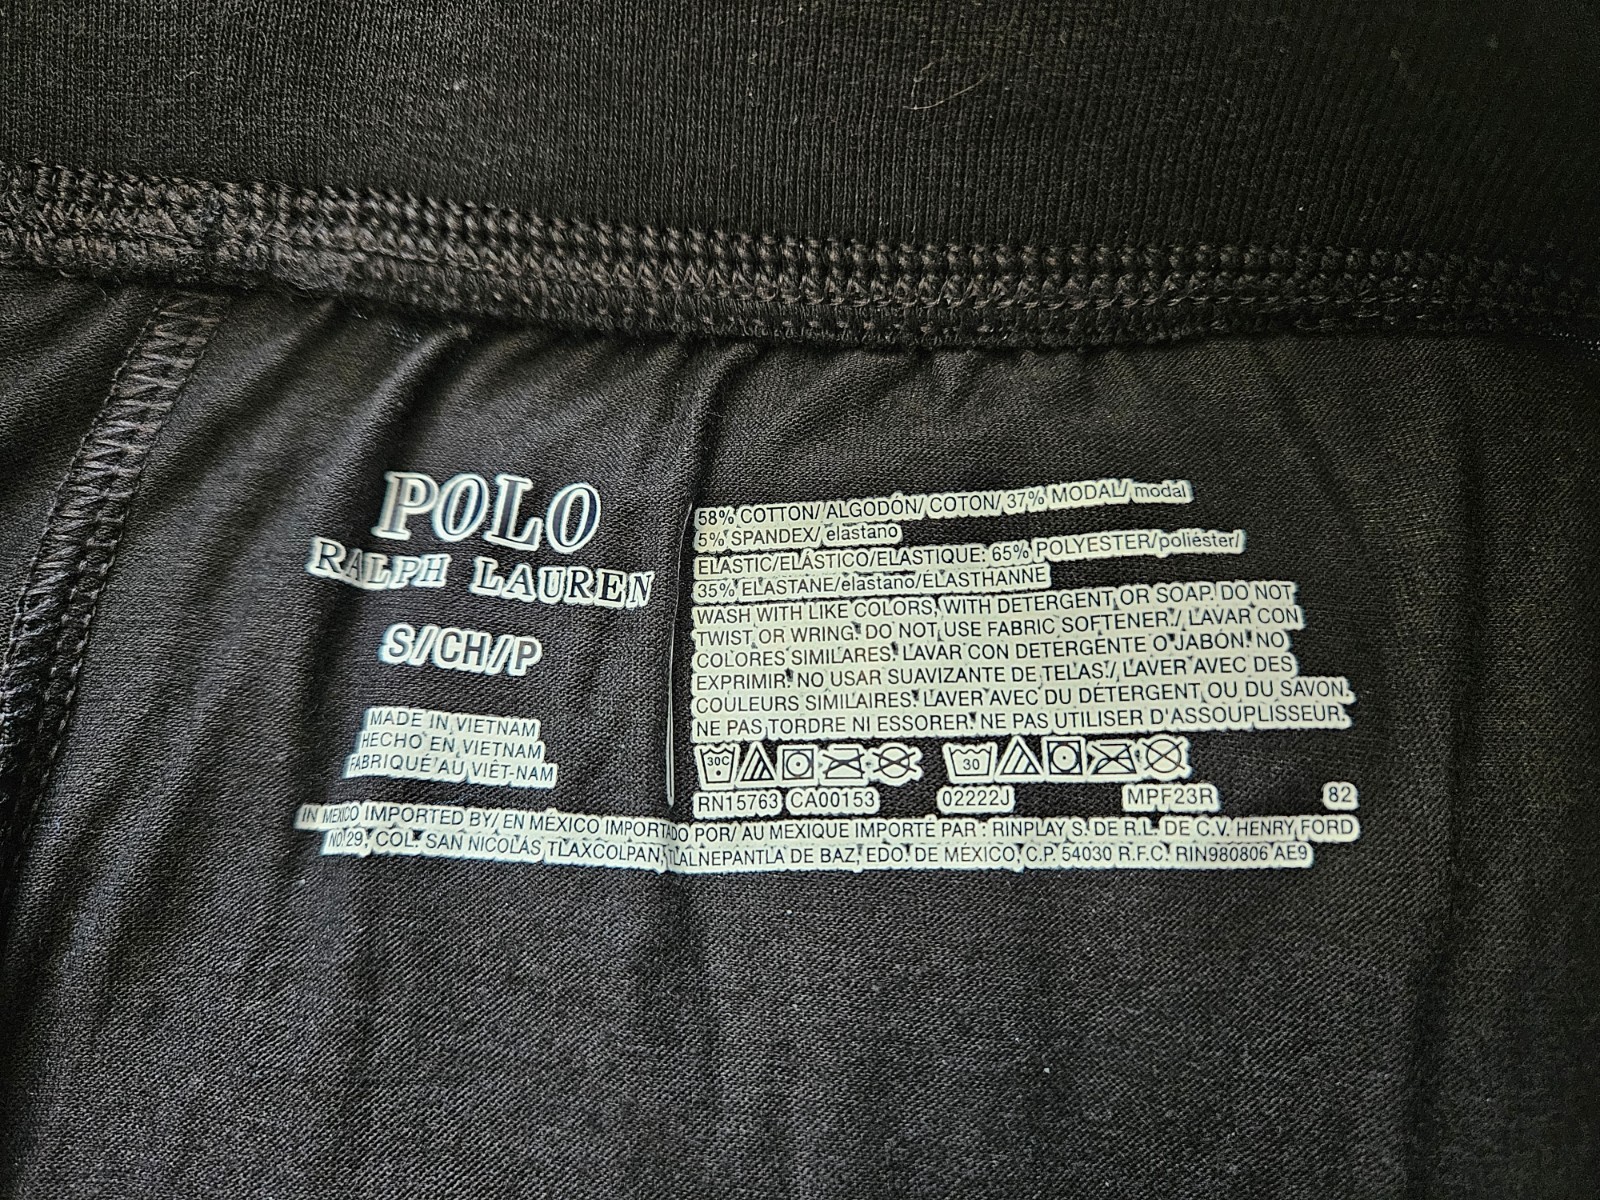 POLO
RALPH LAUREN
S/CH/P
MADE IN VIETNAM
HECHO EN VIETNAM
FABRIQUÉ AU VIÊT-NAM
58% COTTON/ ALGODÓN/ COTON/ 37% MODAL/ modal
5% SPANDEX/ elastano
ELASTIC/ELÁSTICO/ELASTIQUE: 65% POLYESTER/poliéster/
35% ELASTANE/elastano/ÉLASTHANNE
WASH WITH LIKE COLORS, WITH DETERGENT OR SOAP. DO NOT
TWIST OR WRING. DO NOT USE FABRIC SOFTENER./ LAVAR CON
COLORES SIMILARES. LAVAR CON DETERGENTE O JABÓN. NO
EXPRIMIR. NO USAR SUAVIZANTE DE TELAS./ LAVER AVEC DES
COULEURS SIMILAIRES. LAVER AVEC DU DÉTERGENT OU DU SAVON.
NE PAS TORDRE NI ESSORER. NE PAS UTILISER D'ASSOUPLISSEUR.
30C 30
RN15763 CA00153 02222J MPF23R 82
IN MEXICO IMPORTED BY/ EN MÉXICO IMPORTADO POR/ AU MEXIQUE IMPORTÉ PAR : RINPLAY S. DE R.L. DE C.V. HENRY FORD
NO.29, COL. SAN NICOLÁS TLAXCOLPAN, TLALNEPANTLA DE BAZ, EDO. DE MÉXICO, C.P. 54030 R.F.C. RIN980806 AE9